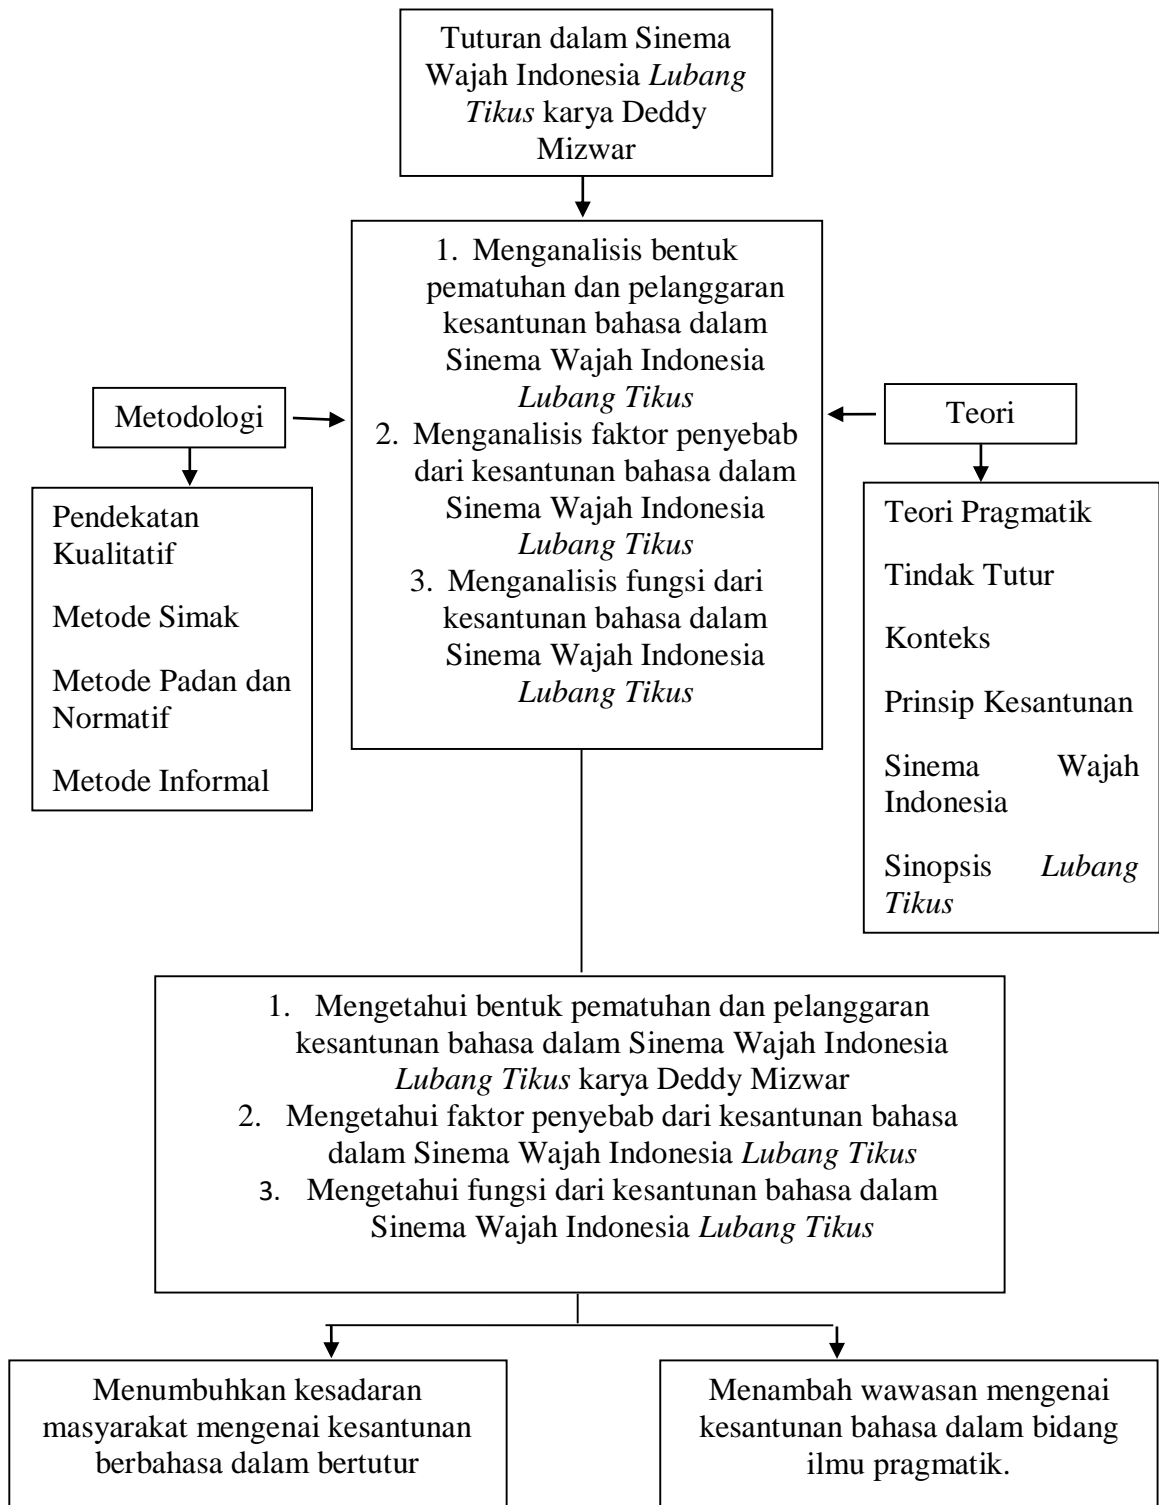 Tuturan dalam Sinema
Wajah Indonesia Lubang
Tikus karya Deddy
Mizwar
1. Menganalisis bentuk
pematuhan dan pelanggaran
kesantunan bahasa dalam
Sinema Wajah Indonesia
Lubang Tikus
2. Menganalisis faktor penyebab
dari kesantunan bahasa dalam
Sinema Wajah Indonesia
Lubang Tikus
3. Menganalisis fungsi dari
kesantunan bahasa dalam
Sinema Wajah Indonesia
Lubang Tikus
Metodologi
Pendekatan
Kualitatif
Metode Simak
Metode Padan dan
Normatif
Metode Informal
Teori
Teori Pragmatik
Tindak Tutur
Konteks
Prinsip Kesantunan
Sinema Wajah
Indonesia
Sinopsis Lubang
Tikus
1. Mengetahui bentuk pematuhan dan pelanggaran
kesantunan bahasa dalam Sinema Wajah Indonesia
Lubang Tikus karya Deddy Mizwar
2. Mengetahui faktor penyebab dari kesantunan bahasa
dalam Sinema Wajah Indonesia Lubang Tikus
3. Mengetahui fungsi dari kesantunan bahasa dalam
Sinema Wajah Indonesia Lubang Tikus
Menumbuhkan kesadaran
masyarakat mengenai kesantunan
berbahasa dalam bertutur
Menambah wawasan mengenai
kesantunan bahasa dalam bidang
ilmu pragmatik.